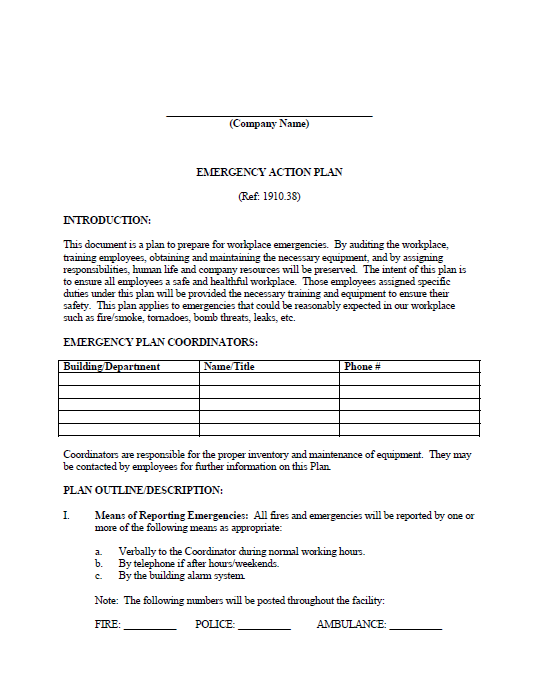 (Company Name)
EMERGENCY ACTION PLAN
(Ref: 1910.38)
INTRODUCTION:
This document is a plan to prepare for workplace emergencies. By auditing the workplace,
training employees, obtaining and maintaining the necessary equipment, and by assigning
responsibilities, human life and company resources will be preserved. The intent of this plan is
to ensure all employees a safe and healthful workplace. Those employees assigned specific
duties under this plan will be provided the necessary training and equipment to ensure their
safety. This plan applies to emergencies that could be reasonably expected in our workplace
such as fire/smoke, tornadoes, bomb threats, leaks, etc.
EMERGENCY PLAN COORDINATORS:
Building/Department Name/Title Phone #
Coordinators are responsible for the proper inventory and maintenance of equipment. They may
be contacted by employees for further information on this Plan.
PLAN OUTLINE/DESCRIPTION:
I. Means of Reporting Emergencies: All fires and emergencies will be reported by one or
more of the following means as appropriate:
a. Verbally to the Coordinator during normal working hours.
b. By telephone if after hours/weekends.
c. By the building alarm system.
Note: The following numbers will be posted throughout the facility:
FIRE: __________ POLICE: __________ AMBULANCE: __________